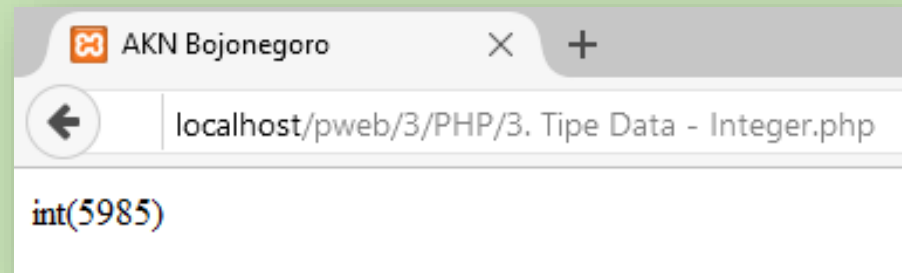 AKN Bojonegoro
localhost/pweb/3/PHP/3. Tipe Data - Integer.php
int(5985)